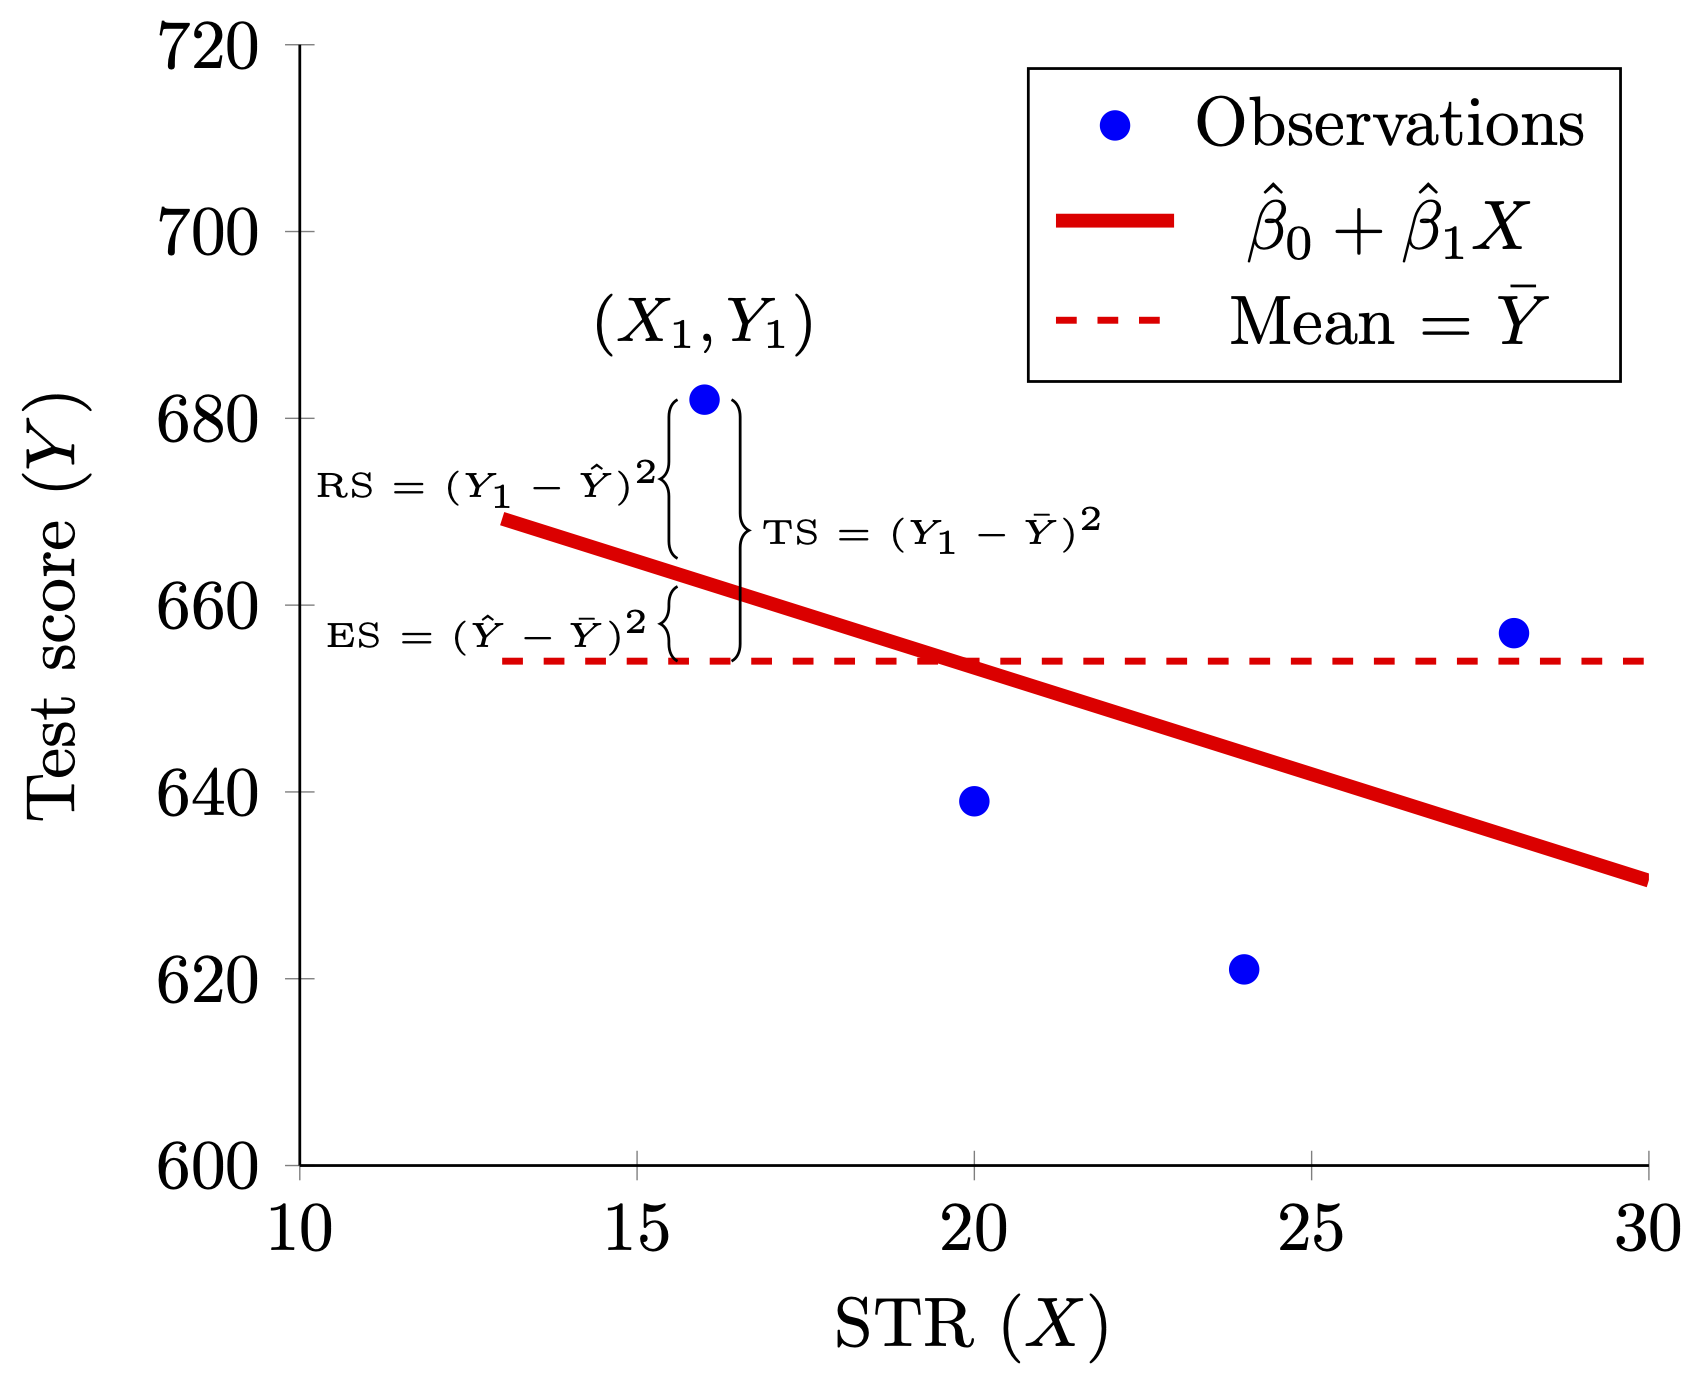 720
700
680
660
640
620
600
10 15 20 25 30
Test score (Y)
STR (X)
Observations
β̂₀ + β̂₁X
Mean = Ȳ
(X₁, Y₁)
RS = (Y₁ − Ŷ)²
TS = (Y₁ − Ȳ)²
ES = (Ŷ − Ȳ)²